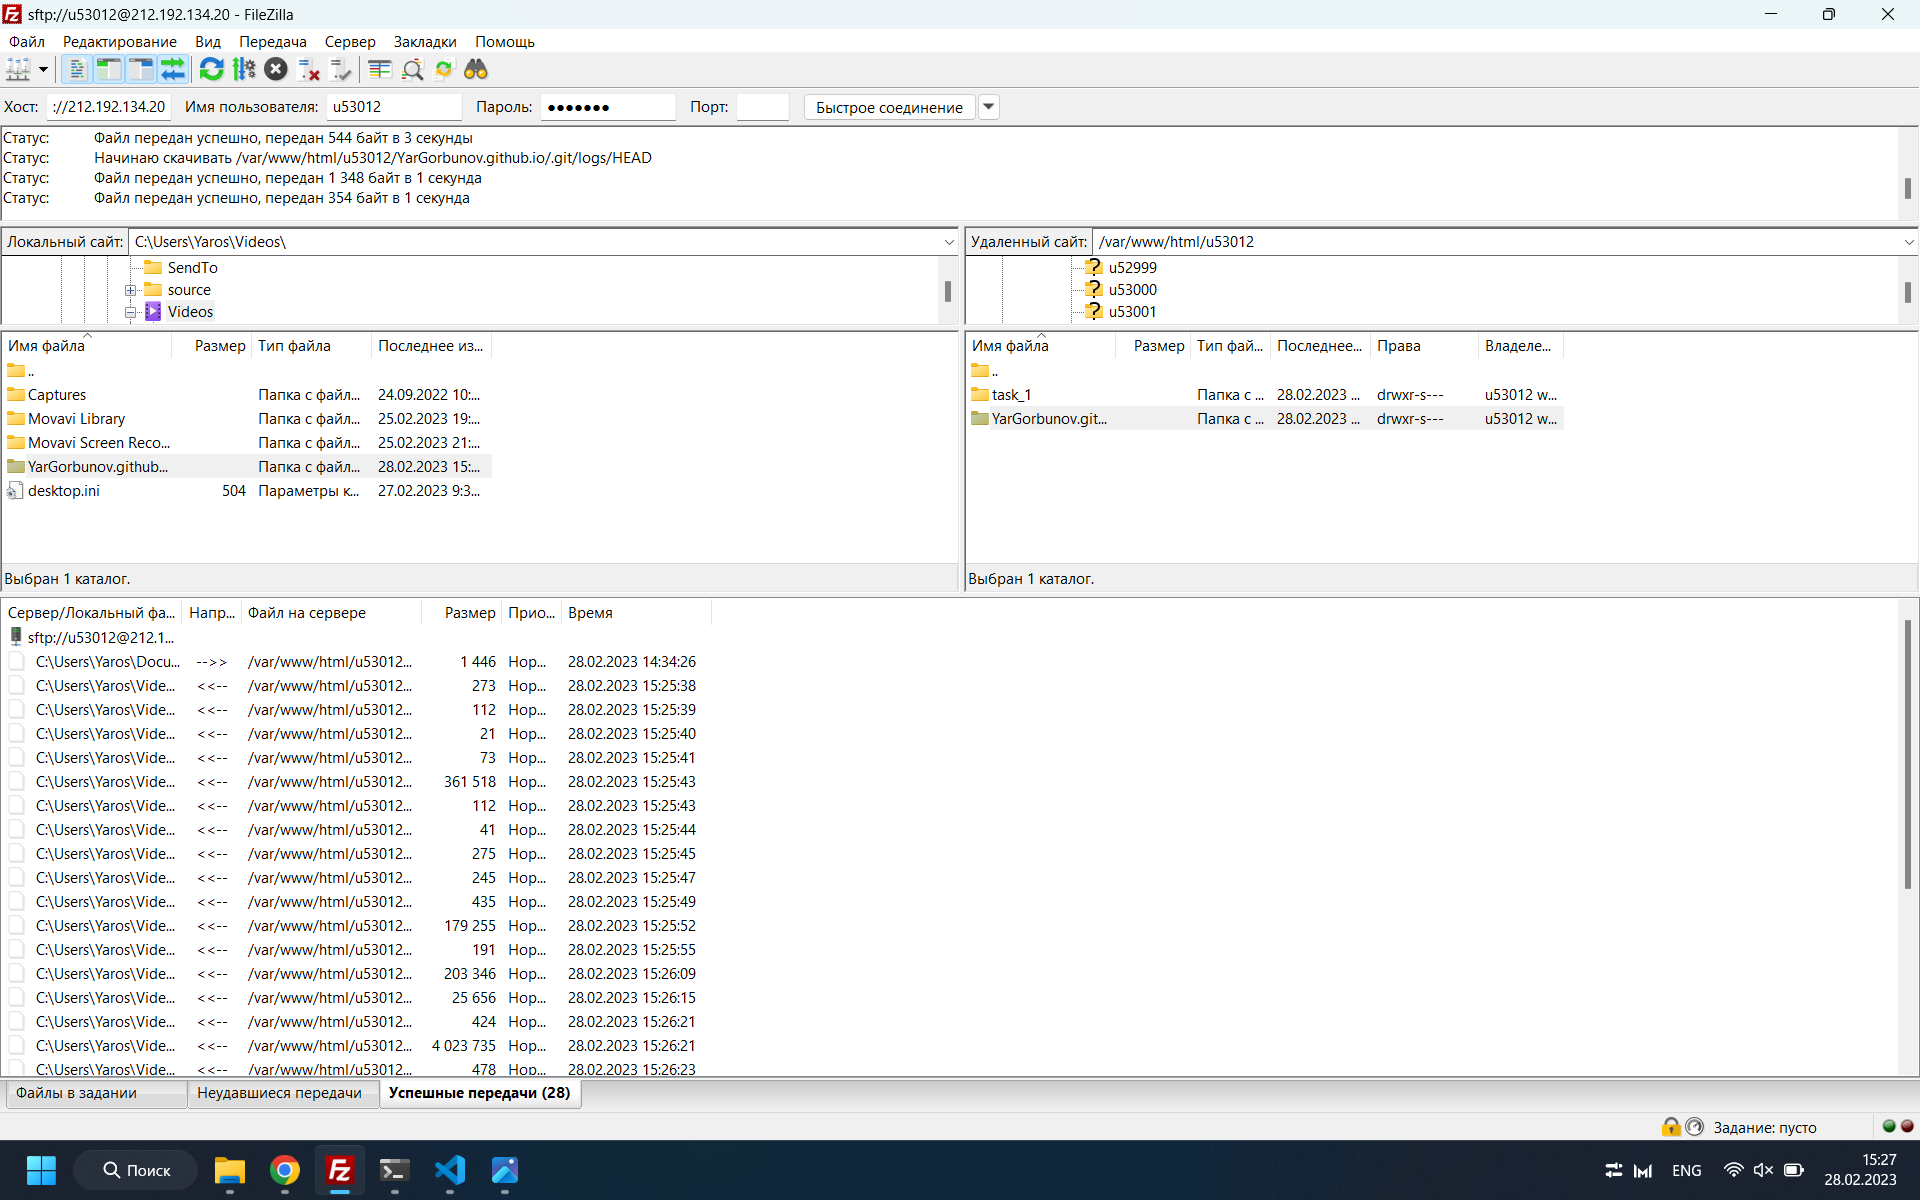 sftp://u53012@212.192.134.20 - FileZilla
Файл Редактирование Вид Передача Сервер Закладки Помощь
Хост: ://212.192.134.20 Имя пользователя: u53012 Пароль: ●●●●●●● Порт: Быстрое соединение
Статус: Файл передан успешно, передан 544 байт в 3 секунды
Статус: Начинаю скачивать /var/www/html/u53012/YarGorbunov.github.io/.git/logs/HEAD
Статус: Файл передан успешно, передан 1 348 байт в 1 секунда
Статус: Файл передан успешно, передан 354 байт в 1 секунда
Локальный сайт: C:\Users\Yaros\Videos\
SendTo
source
Videos
Имя файла Размер Тип файла Последнее из...
..
Captures Папка с файл... 24.09.2022 10:...
Movavi Library Папка с файл... 25.02.2023 19:...
Movavi Screen Reco... Папка с файл... 25.02.2023 21:...
YarGorbunov.github... Папка с файл... 28.02.2023 15:...
desktop.ini 504 Параметры к... 27.02.2023 9:3...
Выбран 1 каталог.
Удаленный сайт: /var/www/html/u53012
u52999
u53000
u53001
Имя файла Размер Тип фай... Последнее... Права Владеле...
..
task_1 Папка с ... 28.02.2023 ... drwxr-s--- u53012 w...
YarGorbunov.git... Папка с ... 28.02.2023 ... drwxr-s--- u53012 w...
Выбран 1 каталог.
Сервер/Локальный фа... Напр... Файл на сервере Размер Прио... Время
sftp://u53012@212.1...
C:\Users\Yaros\Docu... -->> /var/www/html/u53012... 1 446 Нор... 28.02.2023 14:34:26
C:\Users\Yaros\Vide... <<-- /var/www/html/u53012... 273 Нор... 28.02.2023 15:25:38
C:\Users\Yaros\Vide... <<-- /var/www/html/u53012... 112 Нор... 28.02.2023 15:25:39
C:\Users\Yaros\Vide... <<-- /var/www/html/u53012... 21 Нор... 28.02.2023 15:25:40
C:\Users\Yaros\Vide... <<-- /var/www/html/u53012... 73 Нор... 28.02.2023 15:25:41
C:\Users\Yaros\Vide... <<-- /var/www/html/u53012... 361 518 Нор... 28.02.2023 15:25:43
C:\Users\Yaros\Vide... <<-- /var/www/html/u53012... 112 Нор... 28.02.2023 15:25:43
C:\Users\Yaros\Vide... <<-- /var/www/html/u53012... 41 Нор... 28.02.2023 15:25:44
C:\Users\Yaros\Vide... <<-- /var/www/html/u53012... 275 Нор... 28.02.2023 15:25:45
C:\Users\Yaros\Vide... <<-- /var/www/html/u53012... 245 Нор... 28.02.2023 15:25:47
C:\Users\Yaros\Vide... <<-- /var/www/html/u53012... 435 Нор... 28.02.2023 15:25:49
C:\Users\Yaros\Vide... <<-- /var/www/html/u53012... 179 255 Нор... 28.02.2023 15:25:52
C:\Users\Yaros\Vide... <<-- /var/www/html/u53012... 191 Нор... 28.02.2023 15:25:55
C:\Users\Yaros\Vide... <<-- /var/www/html/u53012... 203 346 Нор... 28.02.2023 15:26:09
C:\Users\Yaros\Vide... <<-- /var/www/html/u53012... 25 656 Нор... 28.02.2023 15:26:15
C:\Users\Yaros\Vide... <<-- /var/www/html/u53012... 424 Нор... 28.02.2023 15:26:21
C:\Users\Yaros\Vide... <<-- /var/www/html/u53012... 4 023 735 Нор... 28.02.2023 15:26:21
C:\Users\Yaros\Vide... <<-- /var/www/html/u53012... 478 Нор... 28.02.2023 15:26:23
Файлы в задании Неудавшиеся передачи Успешные передачи (28)
Задание: пусто
Поиск
ENG
15:27
28.02.2023